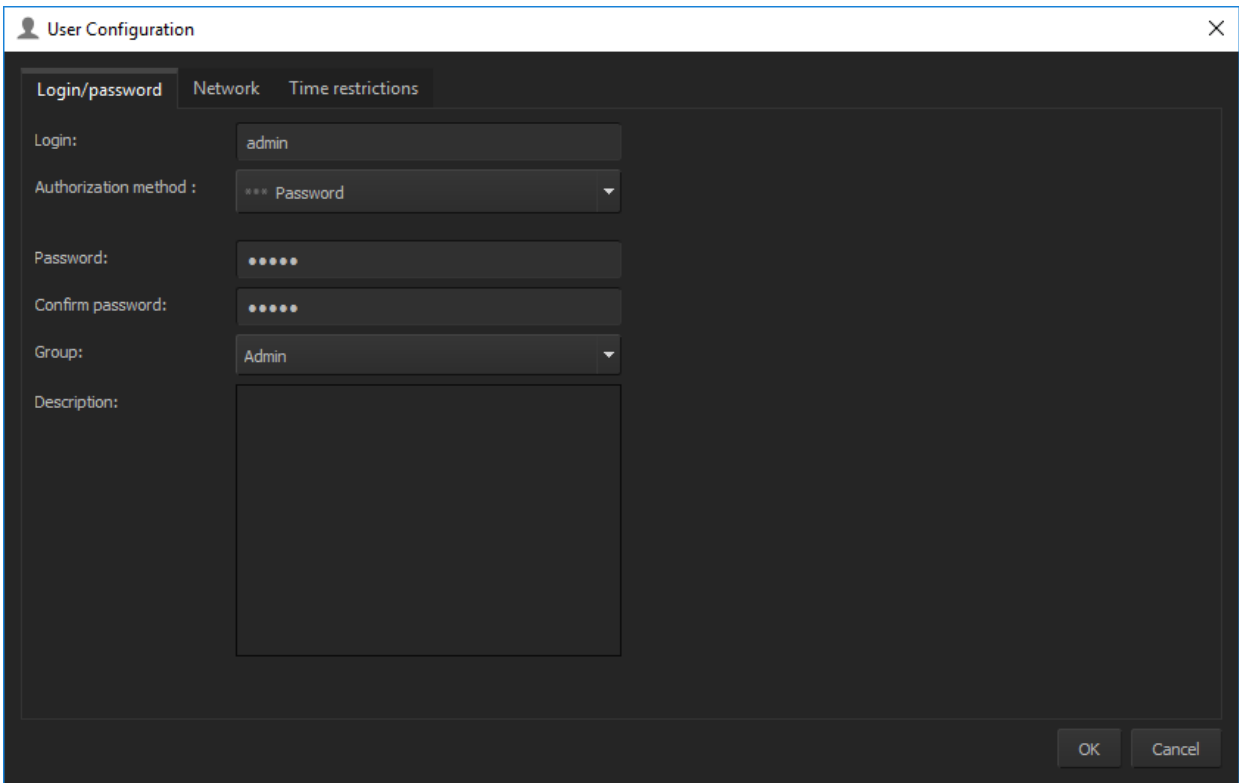 User Configuration
Login/password Network Time restrictions
Login: admin
Authorization method : Password
Password: •••••
Confirm password: •••••
Group: Admin
Description:
OK Cancel